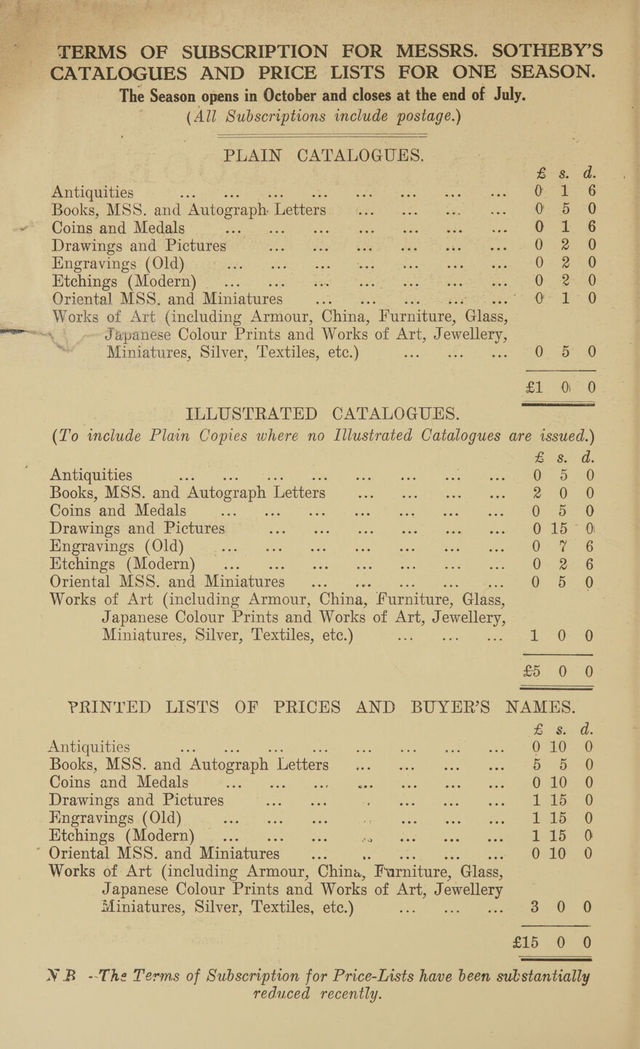 TERMS OF SUBSCRIPTION FOR MESSRS. SOTHEBY'S
CATALOGUES AND PRICE LISTS FOR ONE SEASON.
The Season opens in October and closes at the end of July.
(All Subscriptions include postage.)
PLAIN CATALOGUES.
£ s. d.
Antiquities ... ... ... ... ... ... ... ... 0 1 6
Books, MSS. and Autograph Letters ... ... ... ... 0 5 0
Coins and Medals ... ... ... ... ... ... ... 0 1 6
Drawings and Pictures ... ... ... ... ... ... 0 2 0
Engravings (Old) ... ... ... ... ... ... ... 0 2 0
Etchings (Modern) ... ... ... ... ... ... ... 0 2 0
Oriental MSS. and Miniatures ... ... ... ... ... 0 1 0
Works of Art (including Armour, China, Furniture, Glass,
Japanese Colour Prints and Works of Art, Jewellery,
Miniatures, Silver, Textiles, etc.) ... ... ... 0 5 0
£1 0 0
ILLUSTRATED CATALOGUES.
(To include Plain Copies where no Illustrated Catalogues are issued.)
£ s. d.
Antiquities ... ... ... ... ... ... ... ... 0 5 0
Books, MSS. and Autograph Letters ... ... ... ... 2 0 0
Coins and Medals ... ... ... ... ... ... ... 0 5 0
Drawings and Pictures ... ... ... ... ... ... 0 15 0
Engravings (Old) ... ... ... ... ... ... ... 0 7 6
Etchings (Modern) ... ... ... ... ... ... ... 0 2 6
Oriental MSS. and Miniatures ... ... ... ... ... 0 5 0
Works of Art (including Armour, China, Furniture, Glass,
Japanese Colour Prints and Works of Art, Jewellery,
Miniatures, Silver, Textiles, etc.) ... ... ... 1 0 0
£5 0 0
PRINTED LISTS OF PRICES AND BUYER'S NAMES.
£ s. d.
Antiquities ... ... ... ... ... ... ... ... 0 10 0
Books, MSS. and Autograph Letters ... ... ... ... 5 5 0
Coins and Medals ... ... ... ... ... ... ... 0 10 0
Drawings and Pictures ... ... ... ... ... ... 1 15 0
Engravings (Old) ... ... ... ... ... ... ... 1 15 0
Etchings (Modern) ... ... ... ... ... ... ... 1 15 0
Oriental MSS. and Miniatures ... ... ... ... ... 0 10 0
Works of Art (including Armour, China, Furniture, Glass,
Japanese Colour Prints and Works of Art, Jewellery
Miniatures, Silver, Textiles, etc.) ... ... ... 3 0 0
£15 0 0
N B --The Terms of Subscription for Price-Lists have been substantially
reduced recently.